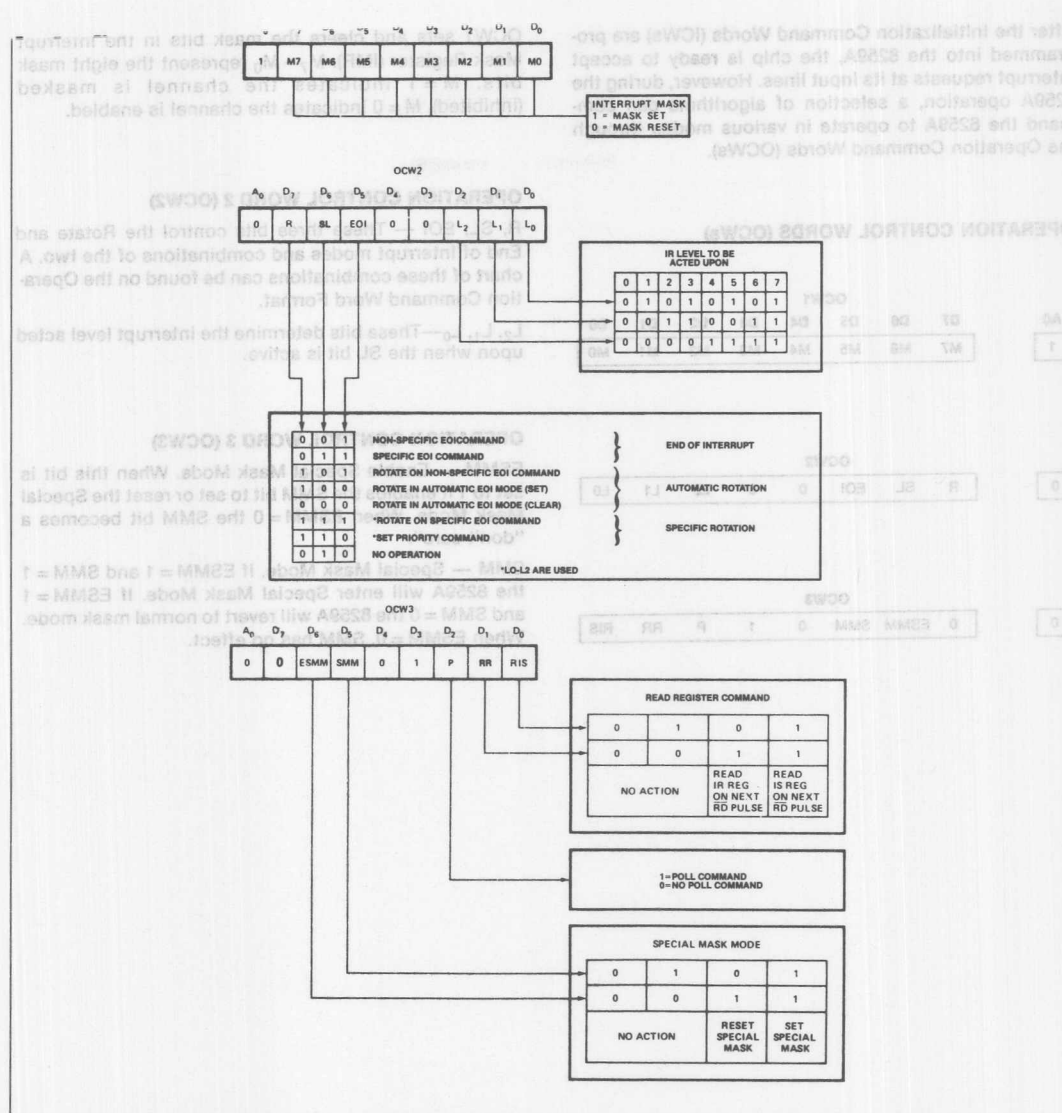 D2 D1 D0
1 M7 M6 M5 M4 M3 M2 M1 M0
INTERRUPT MASK
1 = MASK SET
0 = MASK RESET
OCW2
A0 D7 D6 D5 D4 D3 D2 D1 D0
0 R SL EOI 0 0 L2 L1 L0
IR LEVEL TO BE
ACTED UPON
0 1 2 3 4 5 6 7
0 1 0 1 0 1 0 1
0 0 1 1 0 0 1 1
0 0 0 0 1 1 1 1
0 0 1 NON-SPECIFIC EOICOMMAND } END OF INTERRUPT
0 1 1 SPECIFIC EOI COMMAND
1 0 1 ROTATE ON NON-SPECIFIC EOI COMMAND
1 0 0 ROTATE IN AUTOMATIC EOI MODE (SET) } AUTOMATIC ROTATION
0 0 0 ROTATE IN AUTOMATIC EOI MODE (CLEAR)
1 1 1 *ROTATE ON SPECIFIC EOI COMMAND } SPECIFIC ROTATION
1 1 0 *SET PRIORITY COMMAND
0 1 0 NO OPERATION
*LO-L2 ARE USED
OCW3
A0 D7 D6 D5 D4 D3 D2 D1 D0
0 0 ESMM SMM 0 1 P RR RIS
READ REGISTER COMMAND
0 1 0 1
0 0 1 1
NO ACTION
READ
IR REG
ON NEXT
RD PULSE
READ
IS REG
ON NEXT
RD PULSE
1=POLL COMMAND
0=NO POLL COMMAND
SPECIAL MASK MODE
0 1 0 1
0 0 1 1
NO ACTION
RESET
SPECIAL
MASK
SET
SPECIAL
MASK